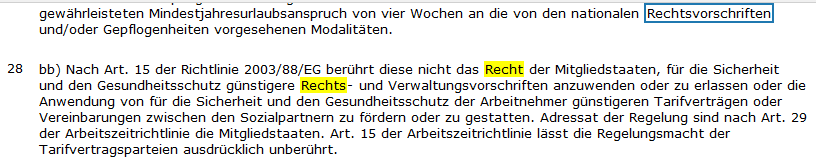 gewährleisteten Mindestjahresurlaubsanspruch von vier Wochen an die von den nationalen Rechtsvorschriften
und/oder Gepflogenheiten vorgesehenen Modalitäten.
28 bb) Nach Art. 15 der Richtlinie 2003/88/EG berührt diese nicht das Recht der Mitgliedstaaten, für die Sicherheit
und den Gesundheitsschutz günstigere Rechts- und Verwaltungsvorschriften anzuwenden oder zu erlassen oder die
Anwendung von für die Sicherheit und den Gesundheitsschutz der Arbeitnehmer günstigeren Tarifverträgen oder
Vereinbarungen zwischen den Sozialpartnern zu fördern oder zu gestatten. Adressat der Regelung sind nach Art. 29
der Arbeitszeitrichtlinie die Mitgliedstaaten. Art. 15 der Arbeitszeitrichtlinie lässt die Regelungsmacht der
Tarifvertragsparteien ausdrücklich unberührt.